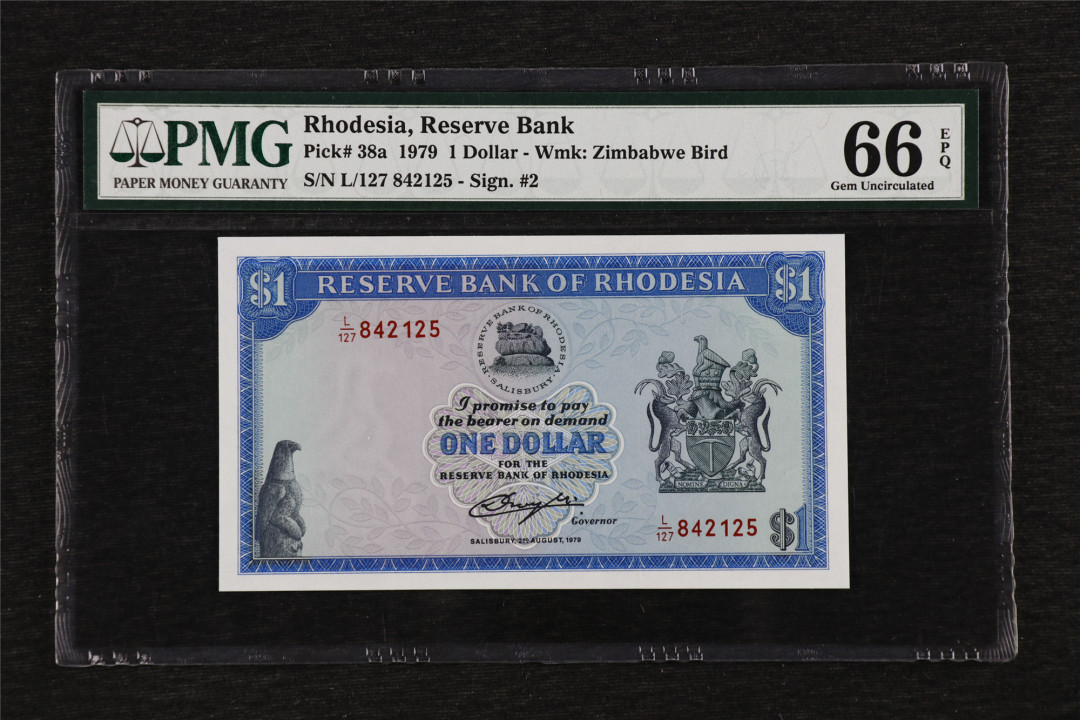 PMG
PAPER MONEY GUARANTY
Rhodesia, Reserve Bank
Pick# 38a 1979 1 Dollar - Wmk: Zimbabwe Bird
S/N L/127 842125 - Sign. #2
66
EPQ
Gem Uncirculated
$1 RESERVE BANK OF RHODESIA $1
L/127 842125
RESERVE BANK OF RHODESIA
· SALISBURY ·
I promise to pay
the bearer on demand
ONE DOLLAR
FOR THE
RESERVE BANK OF RHODESIA
Governor
SALISBURY, 2ND AUGUST, 1979
NOMINE DIGNA
L/127 842125 $1